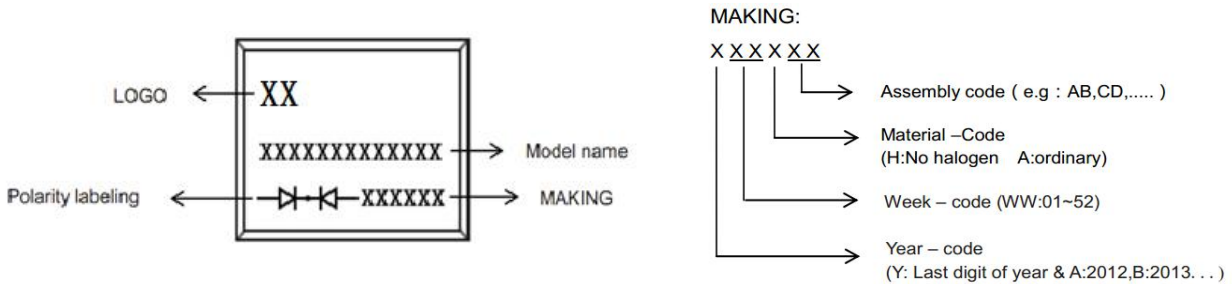 LOGO
XX
XXXXXXXXXXXXX
Model name
Polarity labeling
XXXXXX
MAKING
MAKING:
X X X X X X
Assembly code ( e.g : AB,CD,..... )
Material –Code
(H:No halogen A:ordinary)
Week – code (WW:01~52)
Year – code
(Y: Last digit of year & A:2012,B:2013. . . )